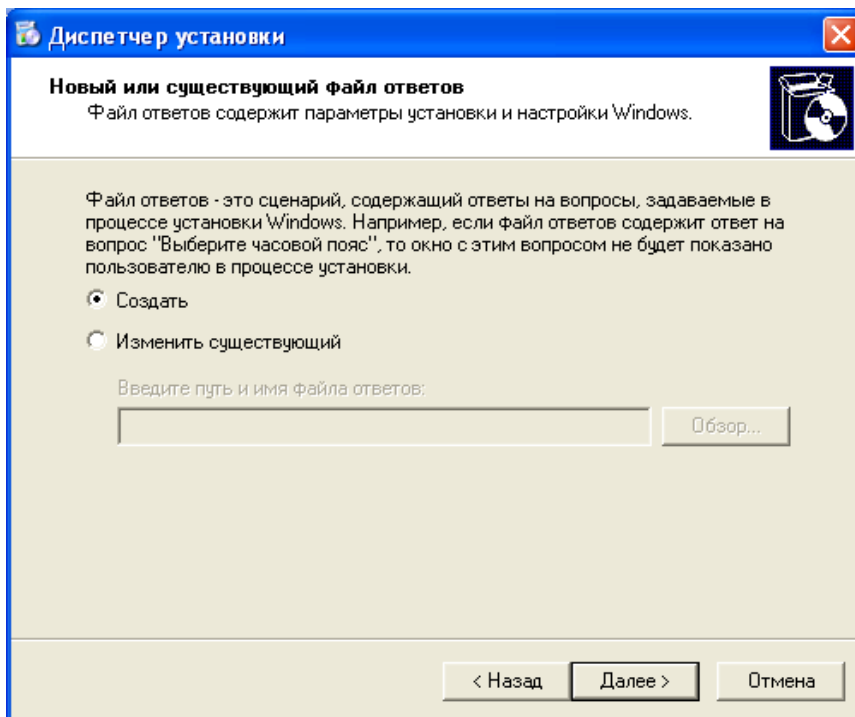 Диспетчер установки
Новый или существующий файл ответов
Файл ответов содержит параметры установки и настройки Windows.
Файл ответов - это сценарий, содержащий ответы на вопросы, задаваемые в
процессе установки Windows. Например, если файл ответов содержит ответ на
вопрос "Выберите часовой пояс", то окно с этим вопросом не будет показано
пользователю в процессе установки.
Создать
Изменить существующий
Введите путь и имя файла ответов:
Обзор...
< Назад
Далее >
Отмена